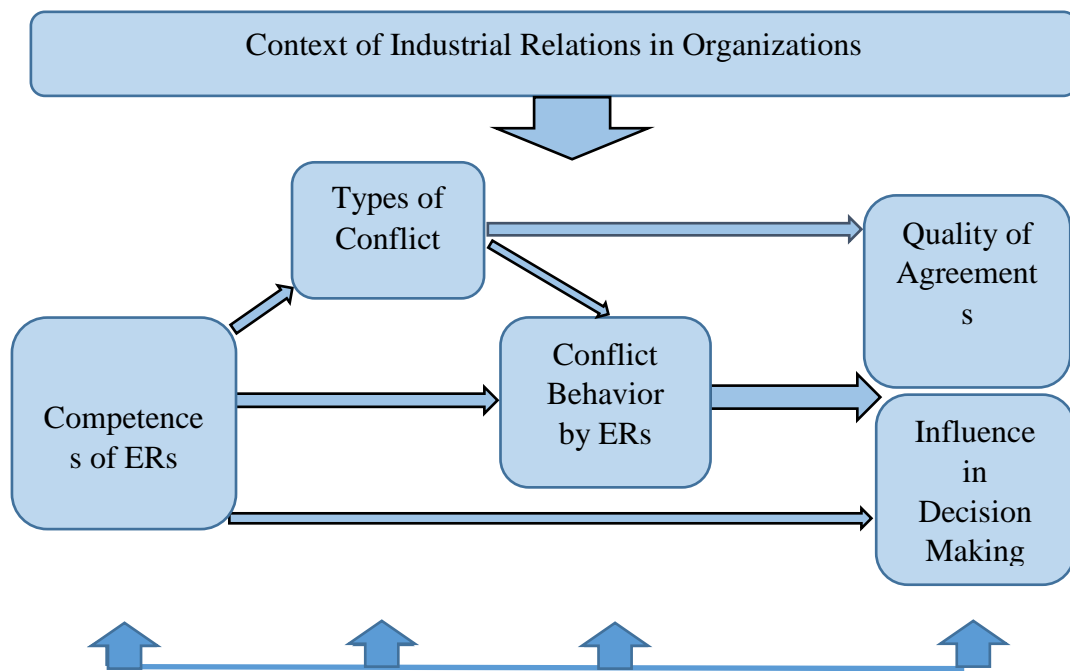 Context of Industrial Relations in Organizations
Types of
Conflict
Quality of
Agreement
s
Conflict
Behavior
by ERs
Competence
s of ERs
Influence
in
Decision
Making